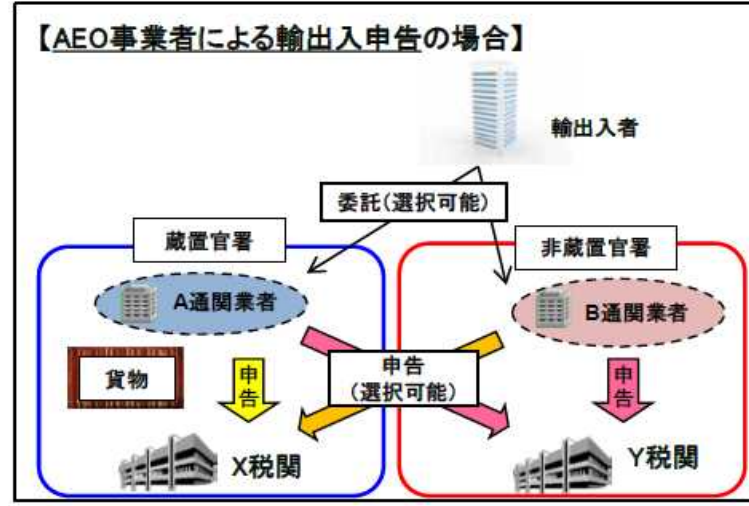 【AEO事業者による輸出入申告の場合】
輸出入者
委託(選択可能)
蔵置官署
非蔵置官署
A通関業者
B通関業者
貨物
申告
申告
(選択可能)
申告
X税関
Y税関